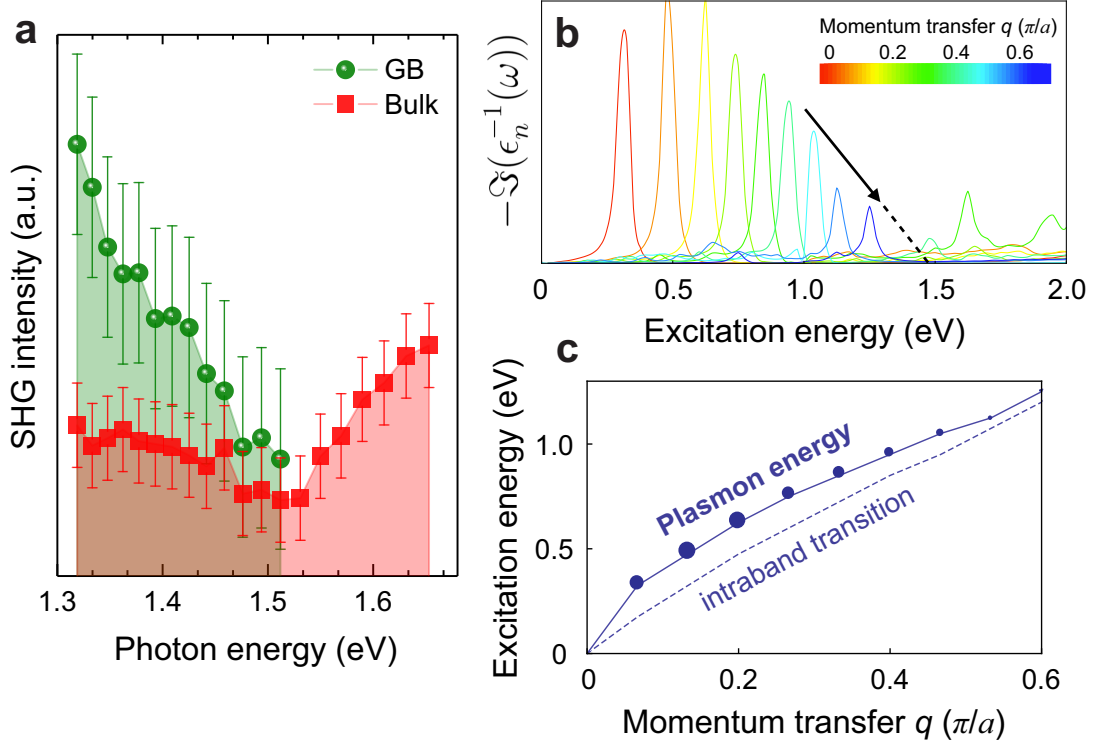 a
GB
Bulk
SHG intensity (a.u.)
1.3 1.4 1.5 1.6
Photon energy (eV)
b
Momentum transfer q (π/a)
0 0.2 0.4 0.6
−ℑ(ϵₙ⁻¹(ω))
0 0.5 1.0 1.5 2.0
Excitation energy (eV)
c
Excitation energy (eV)
1.0
0.5
0
Plasmon energy
intraband transition
0 0.2 0.4 0.6
Momentum transfer q (π/a)